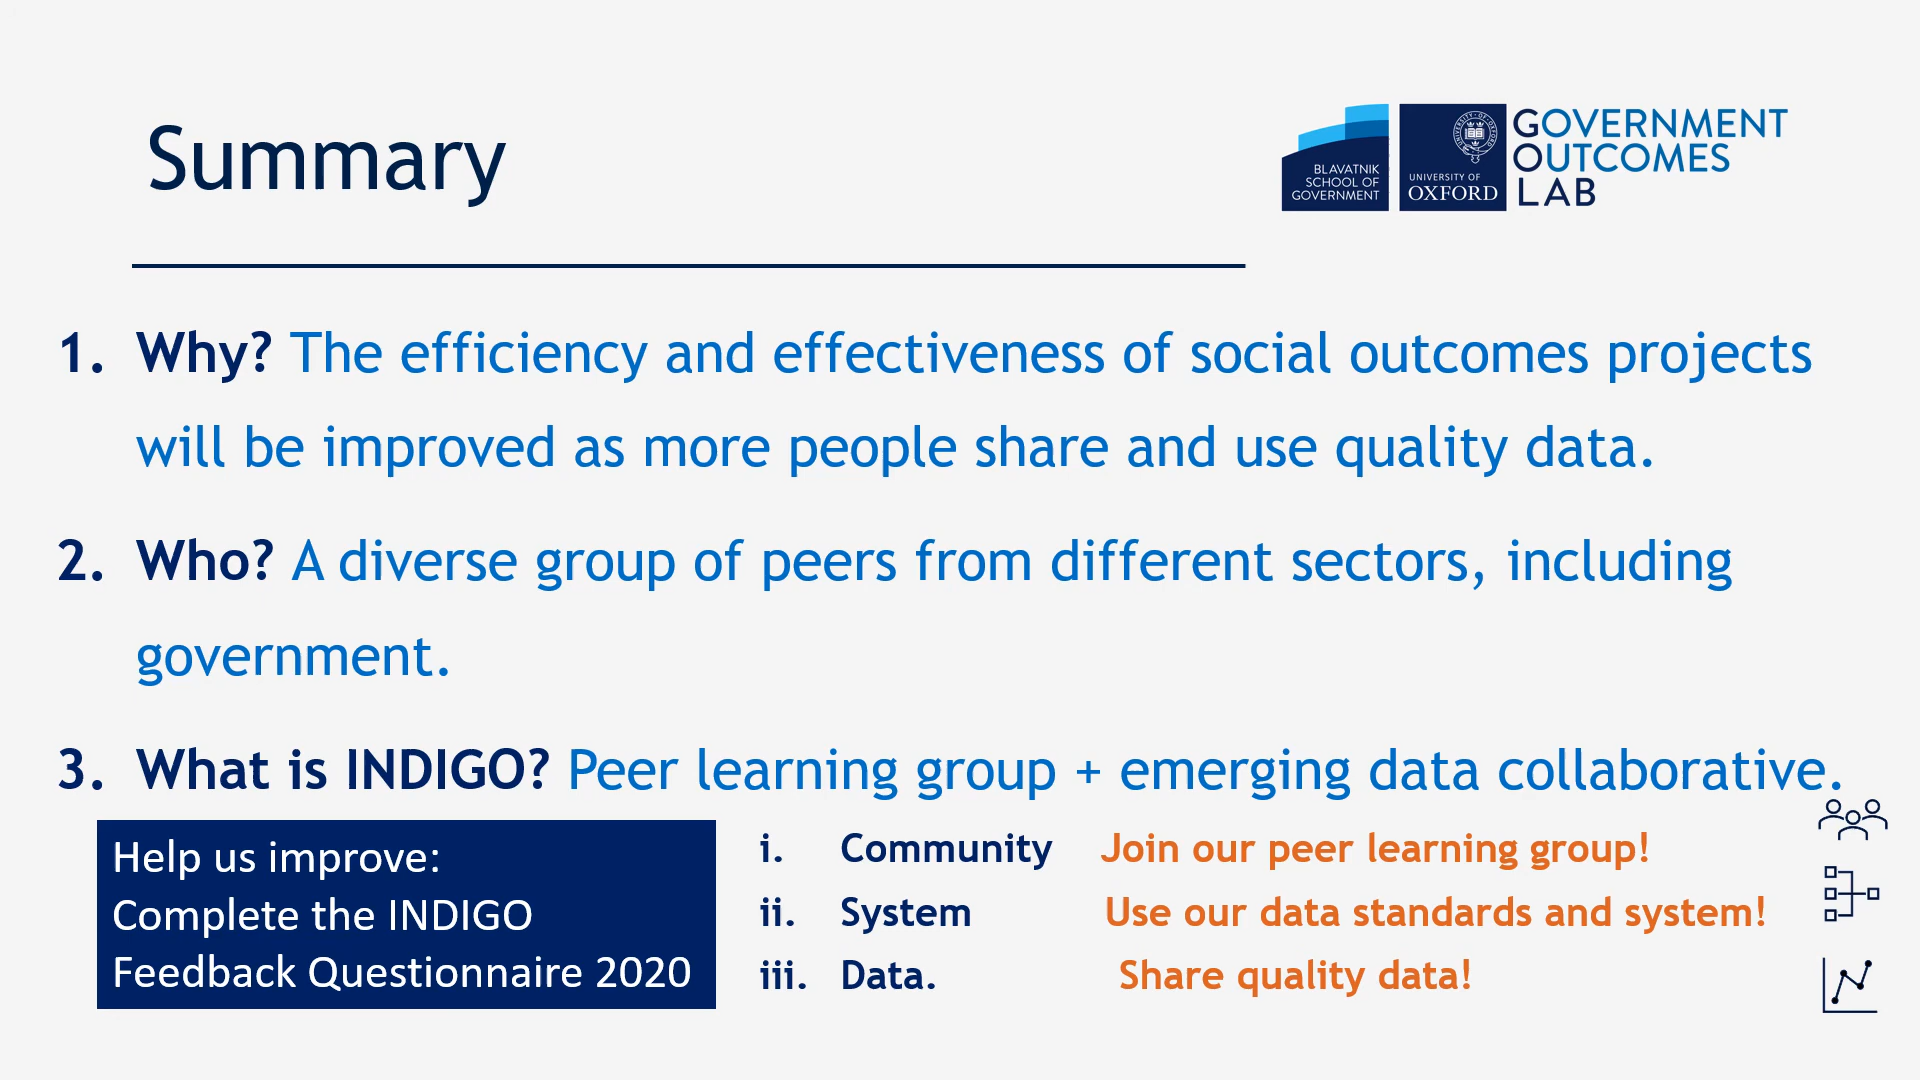 Summary
BLAVATNIK
SCHOOL OF
GOVERNMENT
UNIVERSITY OF
OXFORD
GOVERNMENT
OUTCOMES
LAB
1. Why? The efficiency and effectiveness of social outcomes projects
will be improved as more people share and use quality data.
2. Who? A diverse group of peers from different sectors, including
government.
3. What is INDIGO? Peer learning group + emerging data collaborative.
Help us improve:
Complete the INDIGO
Feedback Questionnaire 2020
i. Community Join our peer learning group!
ii. System Use our data standards and system!
iii. Data. Share quality data!